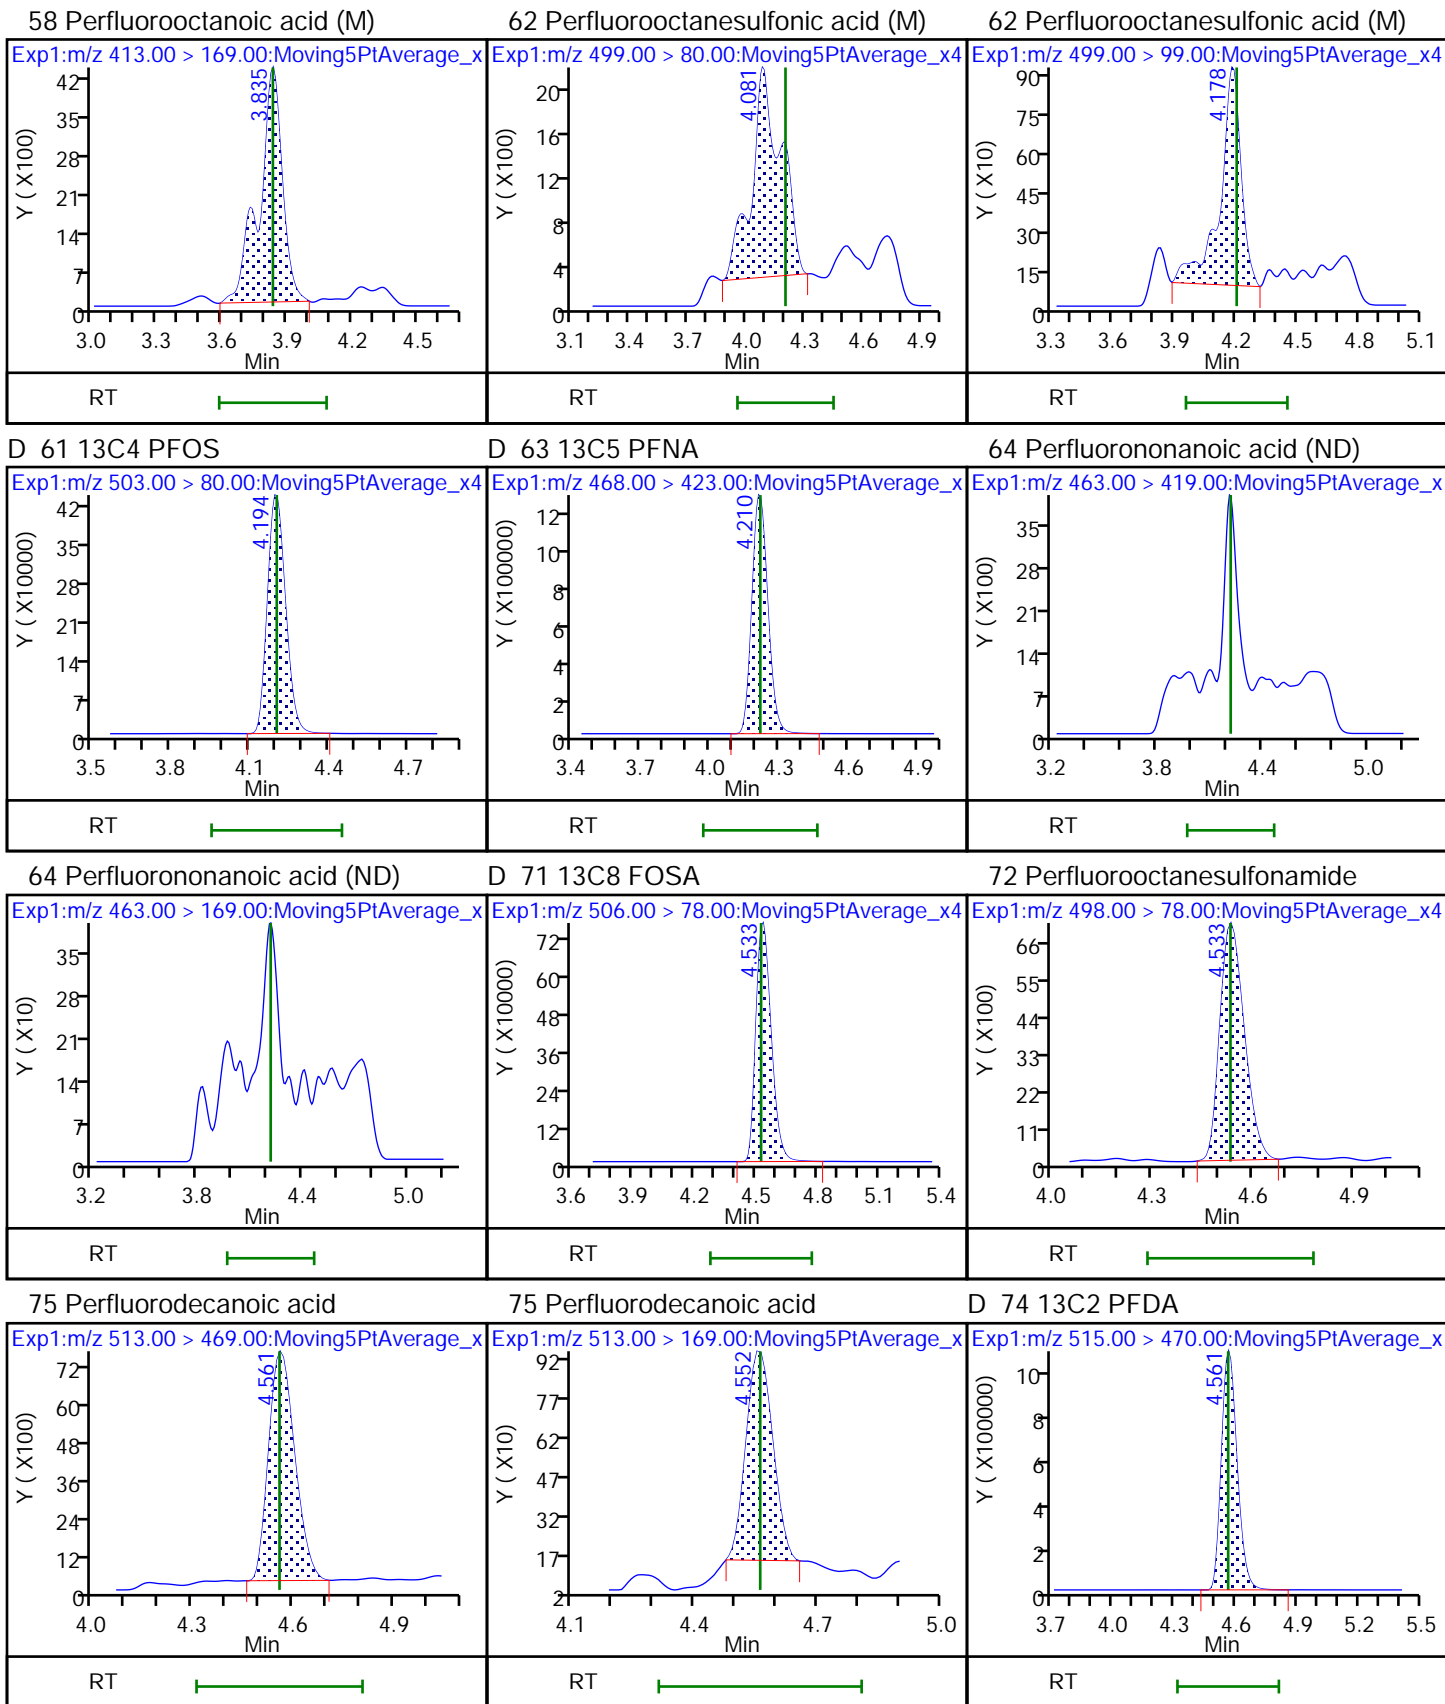 58 Perfluorooctanoic acid (M)
Exp1:m/z 413.00 > 169.00:Moving5PtAverage_x
3.835
42
35
28
21
14
7
0
Y ( X100)
3.0 3.3 3.6 3.9 4.2 4.5
Min
RT
62 Perfluorooctanesulfonic acid (M)
Exp1:m/z 499.00 > 80.00:Moving5PtAverage_x4
4.081
20
16
12
8
4
0
Y ( X100)
3.1 3.4 3.7 4.0 4.3 4.6 4.9
Min
RT
62 Perfluorooctanesulfonic acid (M)
Exp1:m/z 499.00 > 99.00:Moving5PtAverage_x4
4.178
90
75
60
45
30
15
0
Y ( X10)
3.3 3.6 3.9 4.2 4.5 4.8 5.1
Min
RT
D 61 13C4 PFOS
Exp1:m/z 503.00 > 80.00:Moving5PtAverage_x4
4.194
42
35
28
21
14
7
0
Y ( X10000)
3.5 3.8 4.1 4.4 4.7
Min
RT
D 63 13C5 PFNA
Exp1:m/z 468.00 > 423.00:Moving5PtAverage_x
4.210
12
10
8
6
4
2
0
Y ( X100000)
3.4 3.7 4.0 4.3 4.6 4.9
Min
RT
64 Perfluorononanoic acid (ND)
Exp1:m/z 463.00 > 419.00:Moving5PtAverage_x
35
28
21
14
7
0
Y ( X100)
3.2 3.8 4.4 5.0
Min
RT
64 Perfluorononanoic acid (ND)
Exp1:m/z 463.00 > 169.00:Moving5PtAverage_x
35
28
21
14
7
0
Y ( X10)
3.2 3.8 4.4 5.0
Min
RT
D 71 13C8 FOSA
Exp1:m/z 506.00 > 78.00:Moving5PtAverage_x4
4.533
72
60
48
36
24
12
0
Y ( X10000)
3.6 3.9 4.2 4.5 4.8 5.1 5.4
Min
RT
72 Perfluorooctanesulfonamide
Exp1:m/z 498.00 > 78.00:Moving5PtAverage_x4
4.533
66
55
44
33
22
11
0
Y ( X100)
4.0 4.3 4.6 4.9
Min
RT
75 Perfluorodecanoic acid
Exp1:m/z 513.00 > 469.00:Moving5PtAverage_x
4.561
72
60
48
36
24
12
0
Y ( X100)
4.0 4.3 4.6 4.9
Min
RT
75 Perfluorodecanoic acid
Exp1:m/z 513.00 > 169.00:Moving5PtAverage_x
4.552
92
77
62
47
32
17
2
Y ( X10)
4.1 4.4 4.7 5.0
Min
RT
D 74 13C2 PFDA
Exp1:m/z 515.00 > 470.00:Moving5PtAverage_x
4.561
10
8
6
4
2
0
Y ( X100000)
3.7 4.0 4.3 4.6 4.9 5.2 5.5
Min
RT